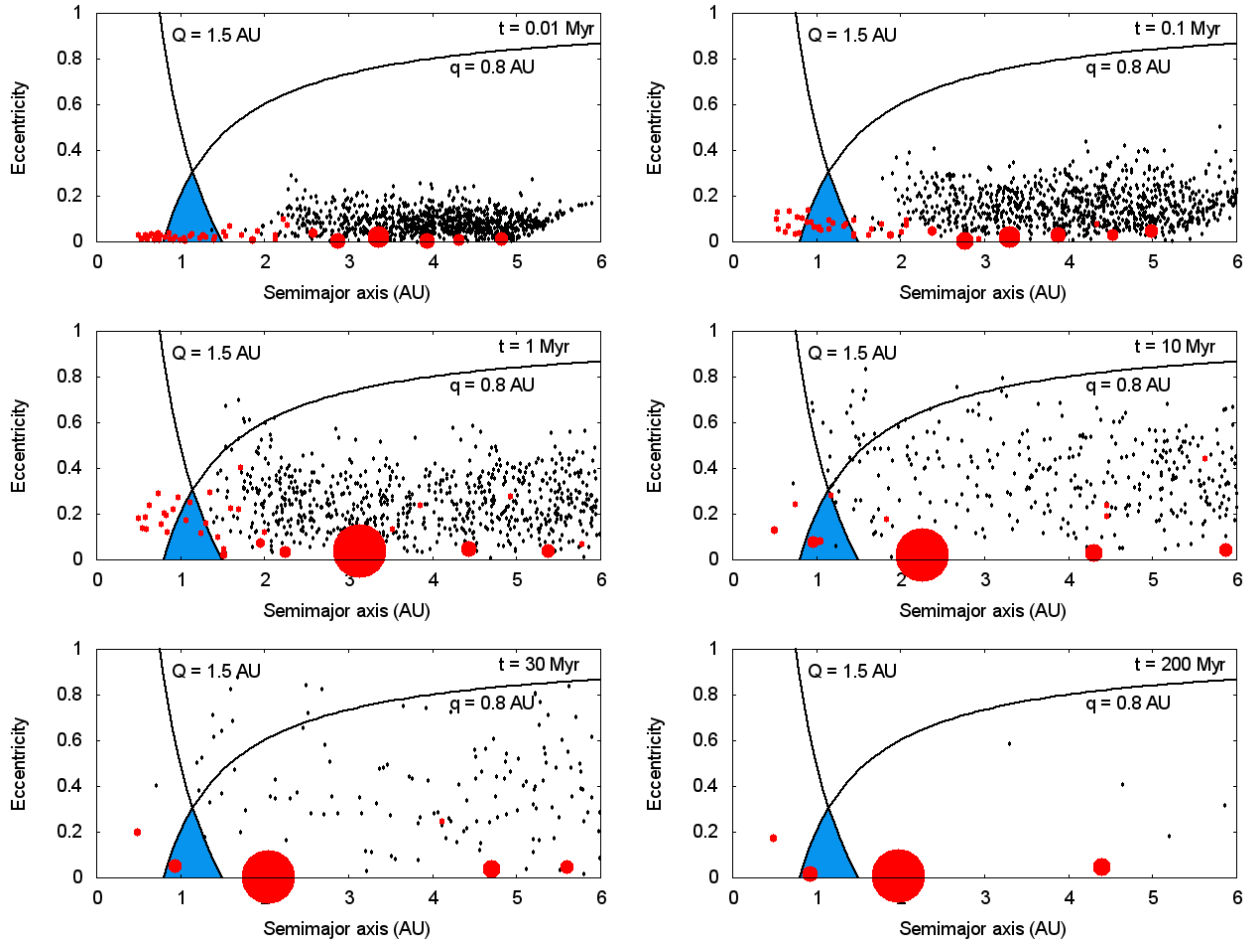 Eccentricity
1
0.8
0.6
0.4
0.2
0
Q = 1.5 AU
t = 0.01 Myr
q = 0.8 AU
0 1 2 3 4 5 6
Semimajor axis (AU)
Eccentricity
1
0.8
0.6
0.4
0.2
0
Q = 1.5 AU
t = 0.1 Myr
q = 0.8 AU
0 1 2 3 4 5 6
Semimajor axis (AU)
Eccentricity
1
0.8
0.6
0.4
0.2
0
Q = 1.5 AU
t = 1 Myr
q = 0.8 AU
0 1 2 3 4 5 6
Semimajor axis (AU)
Eccentricity
1
0.8
0.6
0.4
0.2
0
Q = 1.5 AU
t = 10 Myr
q = 0.8 AU
0 1 2 3 4 5 6
Semimajor axis (AU)
Eccentricity
1
0.8
0.6
0.4
0.2
0
Q = 1.5 AU
t = 30 Myr
q = 0.8 AU
0 1 2 3 4 5 6
Semimajor axis (AU)
Eccentricity
1
0.8
0.6
0.4
0.2
0
Q = 1.5 AU
t = 200 Myr
q = 0.8 AU
0 1 2 3 4 5 6
Semimajor axis (AU)